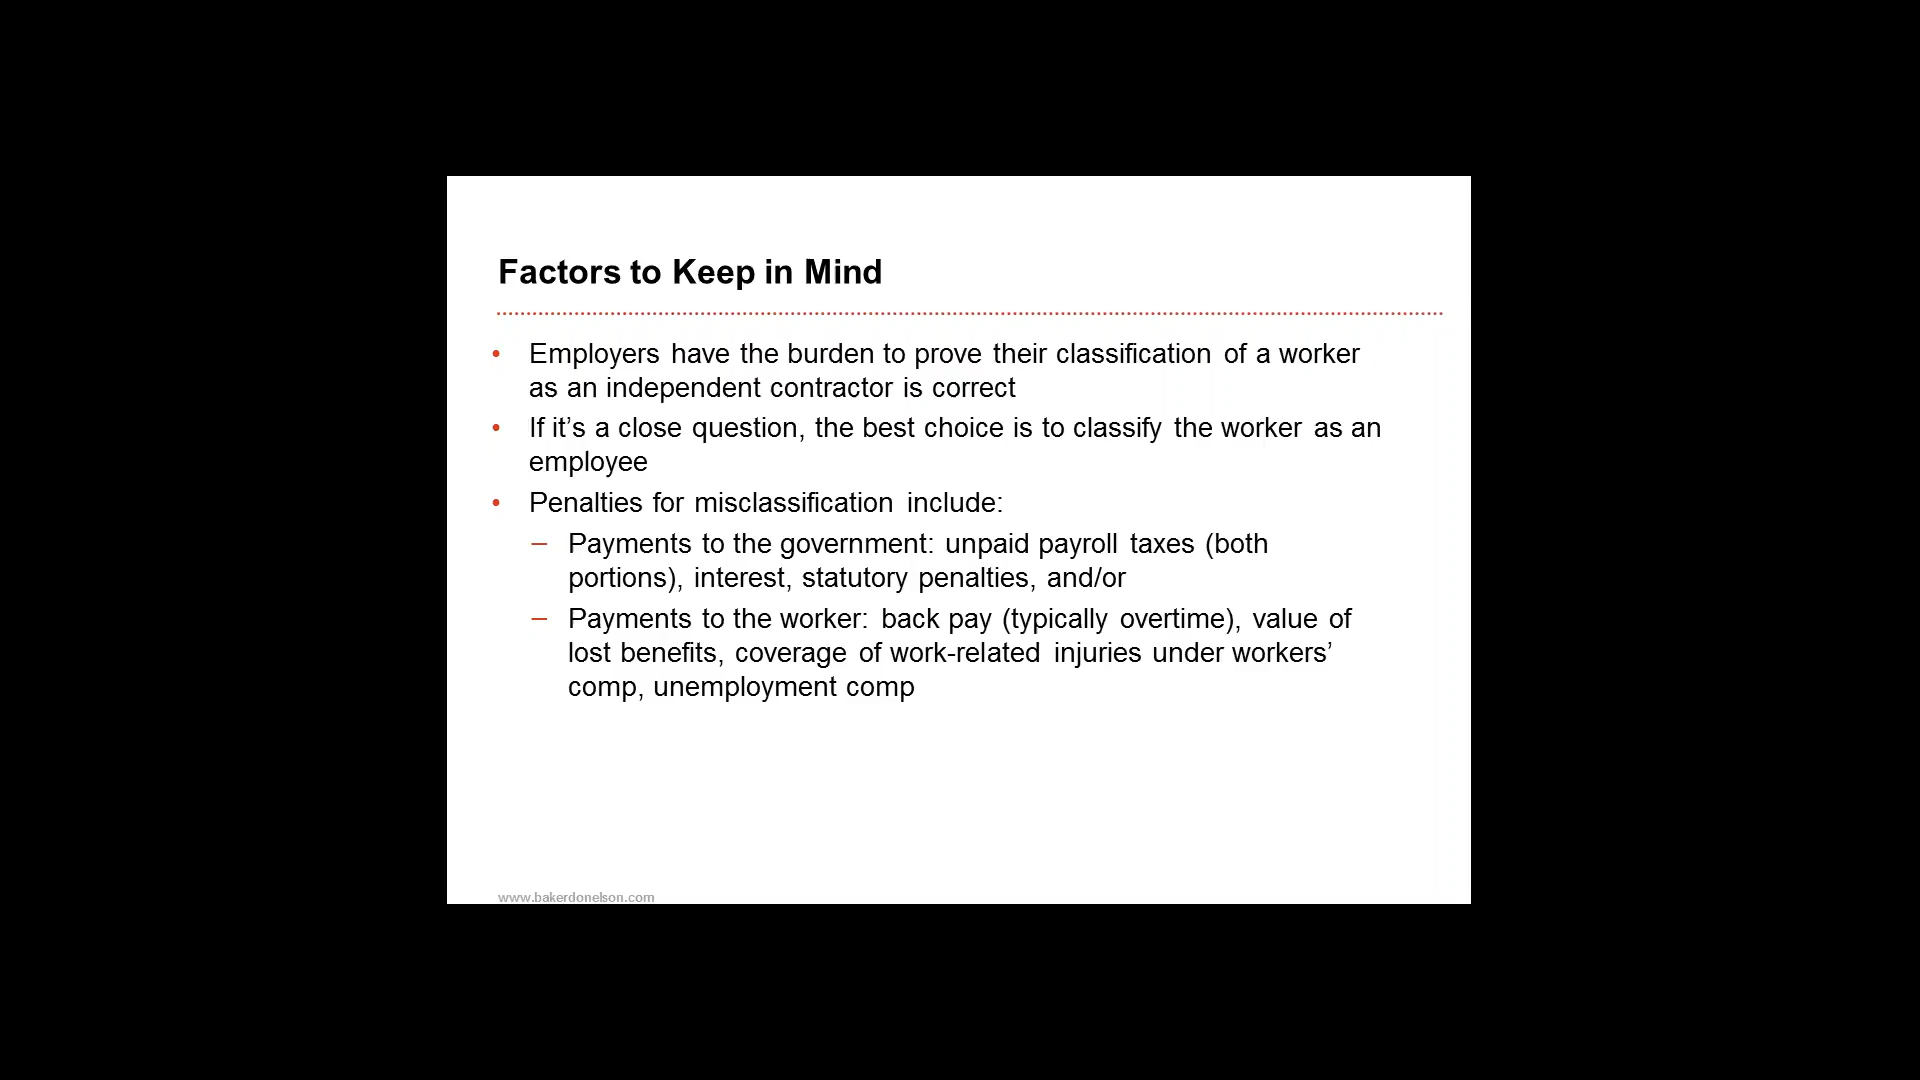 Factors to Keep in Mind
• Employers have the burden to prove their classification of a worker
as an independent contractor is correct
• If it’s a close question, the best choice is to classify the worker as an
employee
• Penalties for misclassification include:
– Payments to the government: unpaid payroll taxes (both
portions), interest, statutory penalties, and/or
– Payments to the worker: back pay (typically overtime), value of
lost benefits, coverage of work-related injuries under workers’
comp, unemployment comp
www.bakerdonelson.com